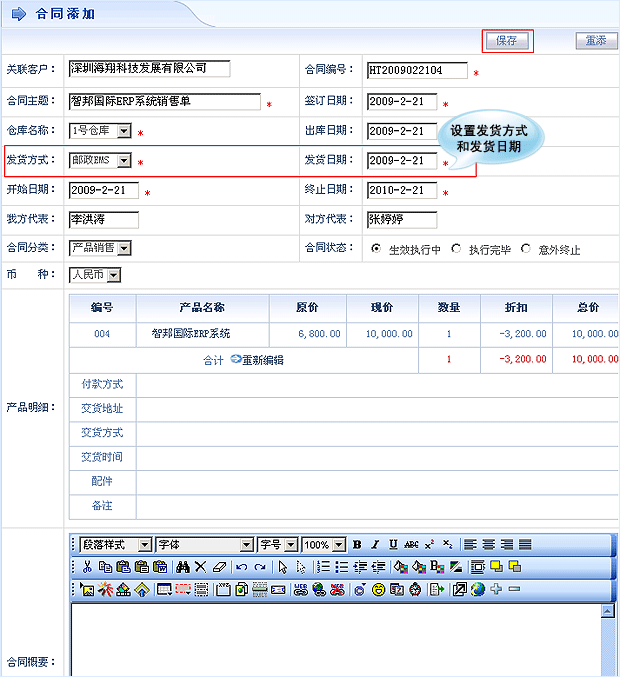 合同添加
保存 重添
关联客户： 深圳海翔科技发展有限公司 合同编号： HT2009022104 *
合同主题： 智邦国际ERP系统销售单 * 签订日期： 2009-2-21 *
仓库名称： 1号仓库 * 出库日期： 2009-2-21
设置发货方式
和发货日期
发货方式： 邮政EMS * 发货日期： 2009-2-21 *
开始日期： 2009-2-21 * 终止日期： 2010-2-21 *
我方代表： 李洪涛 对方代表： 张婷婷
合同分类： 产品销售 合同状态： 生效执行中 执行完毕 意外终止
币 种： 人民币
编号 产品名称 原价 现价 数量 折扣 总价
004 智邦国际ERP系统 6,800.00 10,000.00 1 -3,200.00 10,000.00
合计 重新编辑 1 -3,200.00 10,000.00
产品明细：
付款方式
交货地址
交货方式
交货时间
配件
备注
段落样式 字体 字号 100% B I U ABC x² x₂
合同概要：